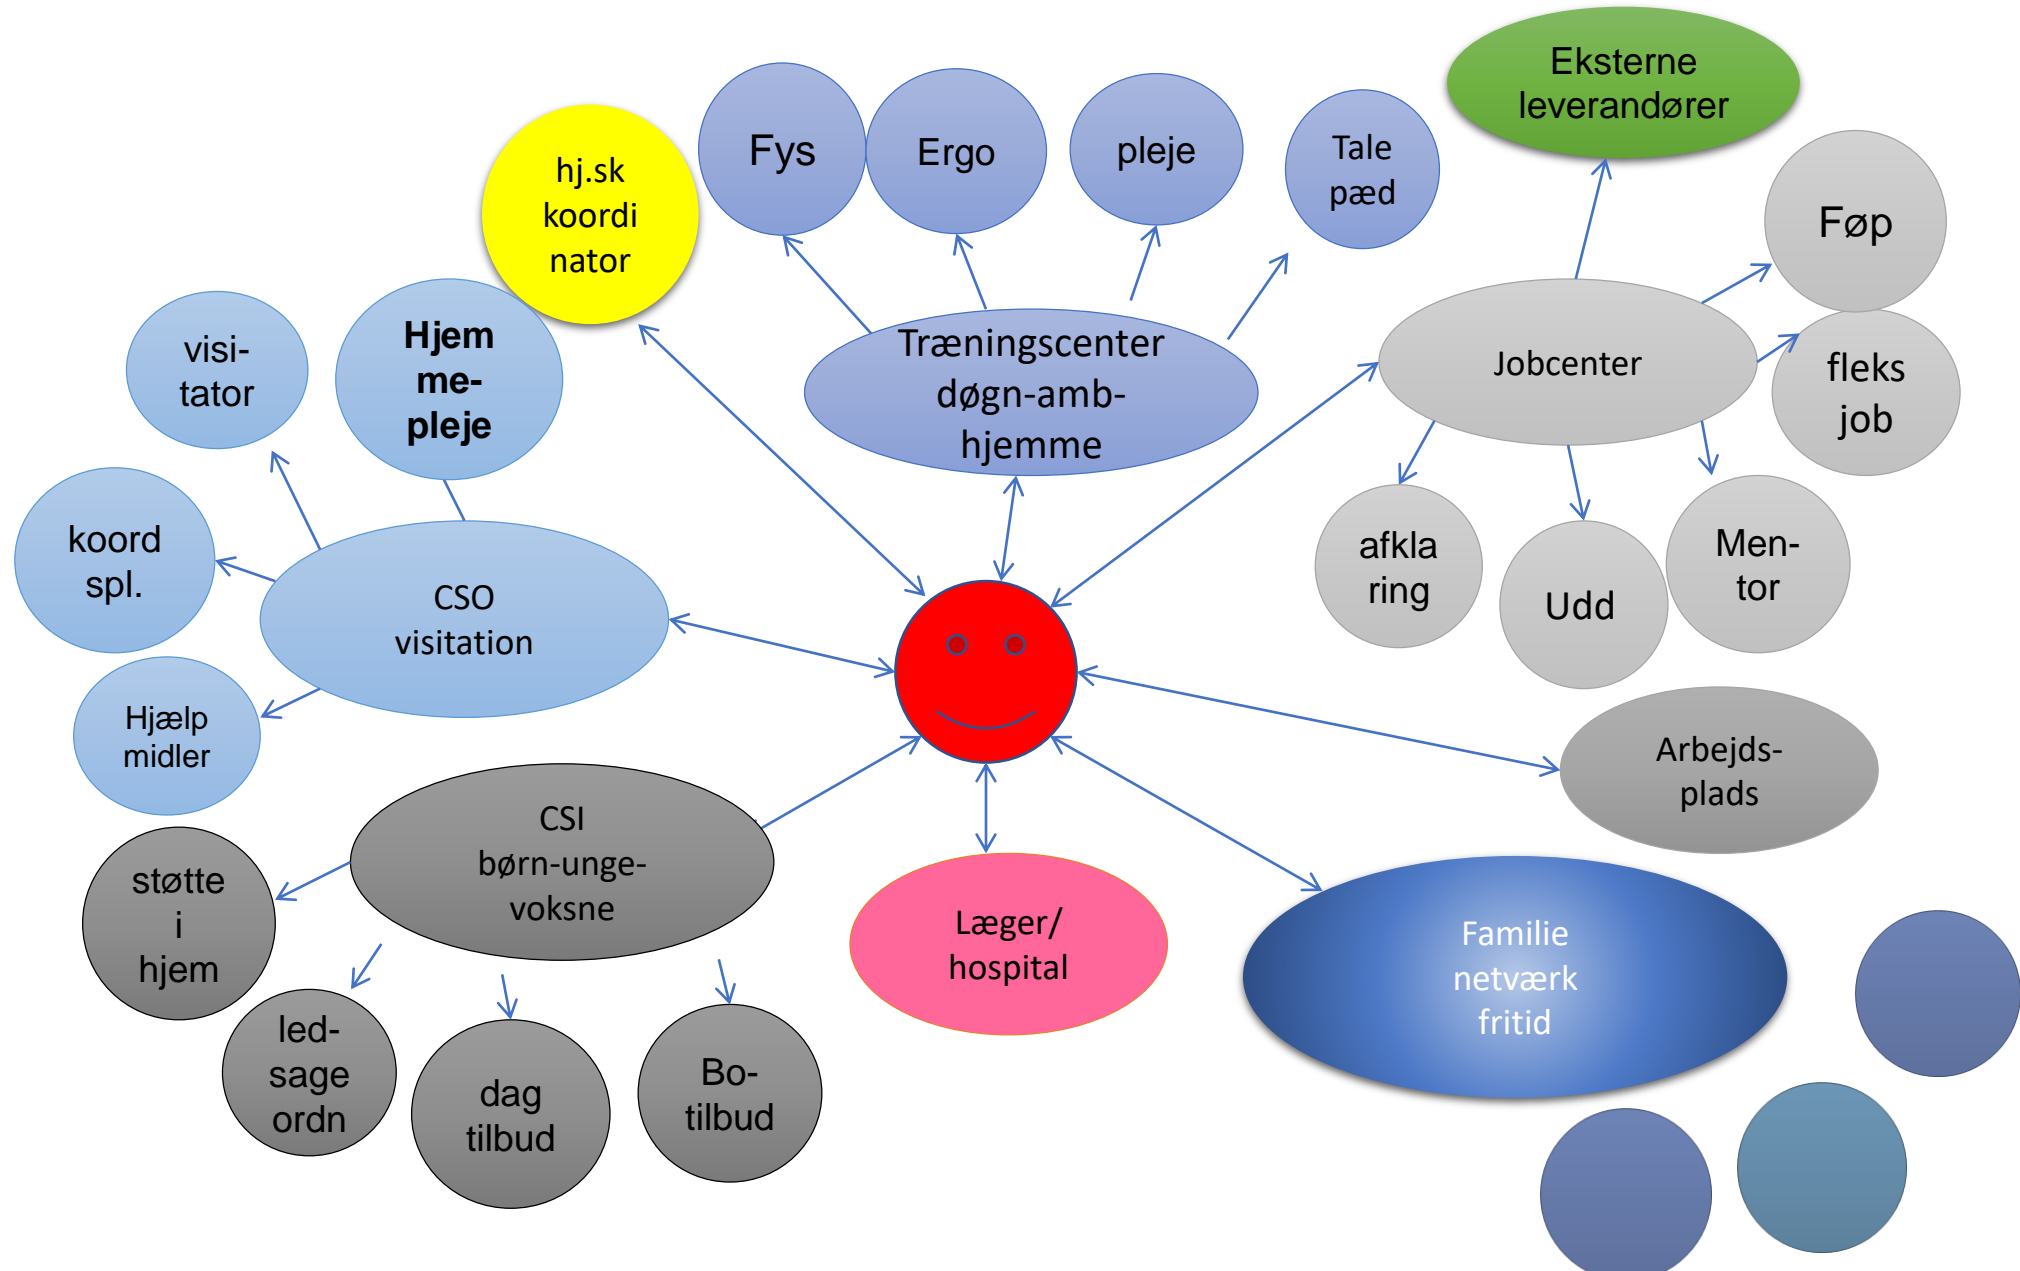 Eksterne
leverandører
hj.sk
koordi
nator
Fys
Ergo
pleje
Tale
pæd
Føp
visi-
tator
Hjem
me-
pleje
Træningscenter
døgn-amb-
hjemme
Jobcenter
fleks
job
koord
spl.
CSO
visitation
afkla
ring
Udd
Men-
tor
Hjælp
midler
Arbejds-
plads
CSI
børn-unge-
voksne
støtte
i
hjem
Læger/
hospital
Familie
netværk
fritid
led-
sage
ordn
dag
tilbud
Bo-
tilbud